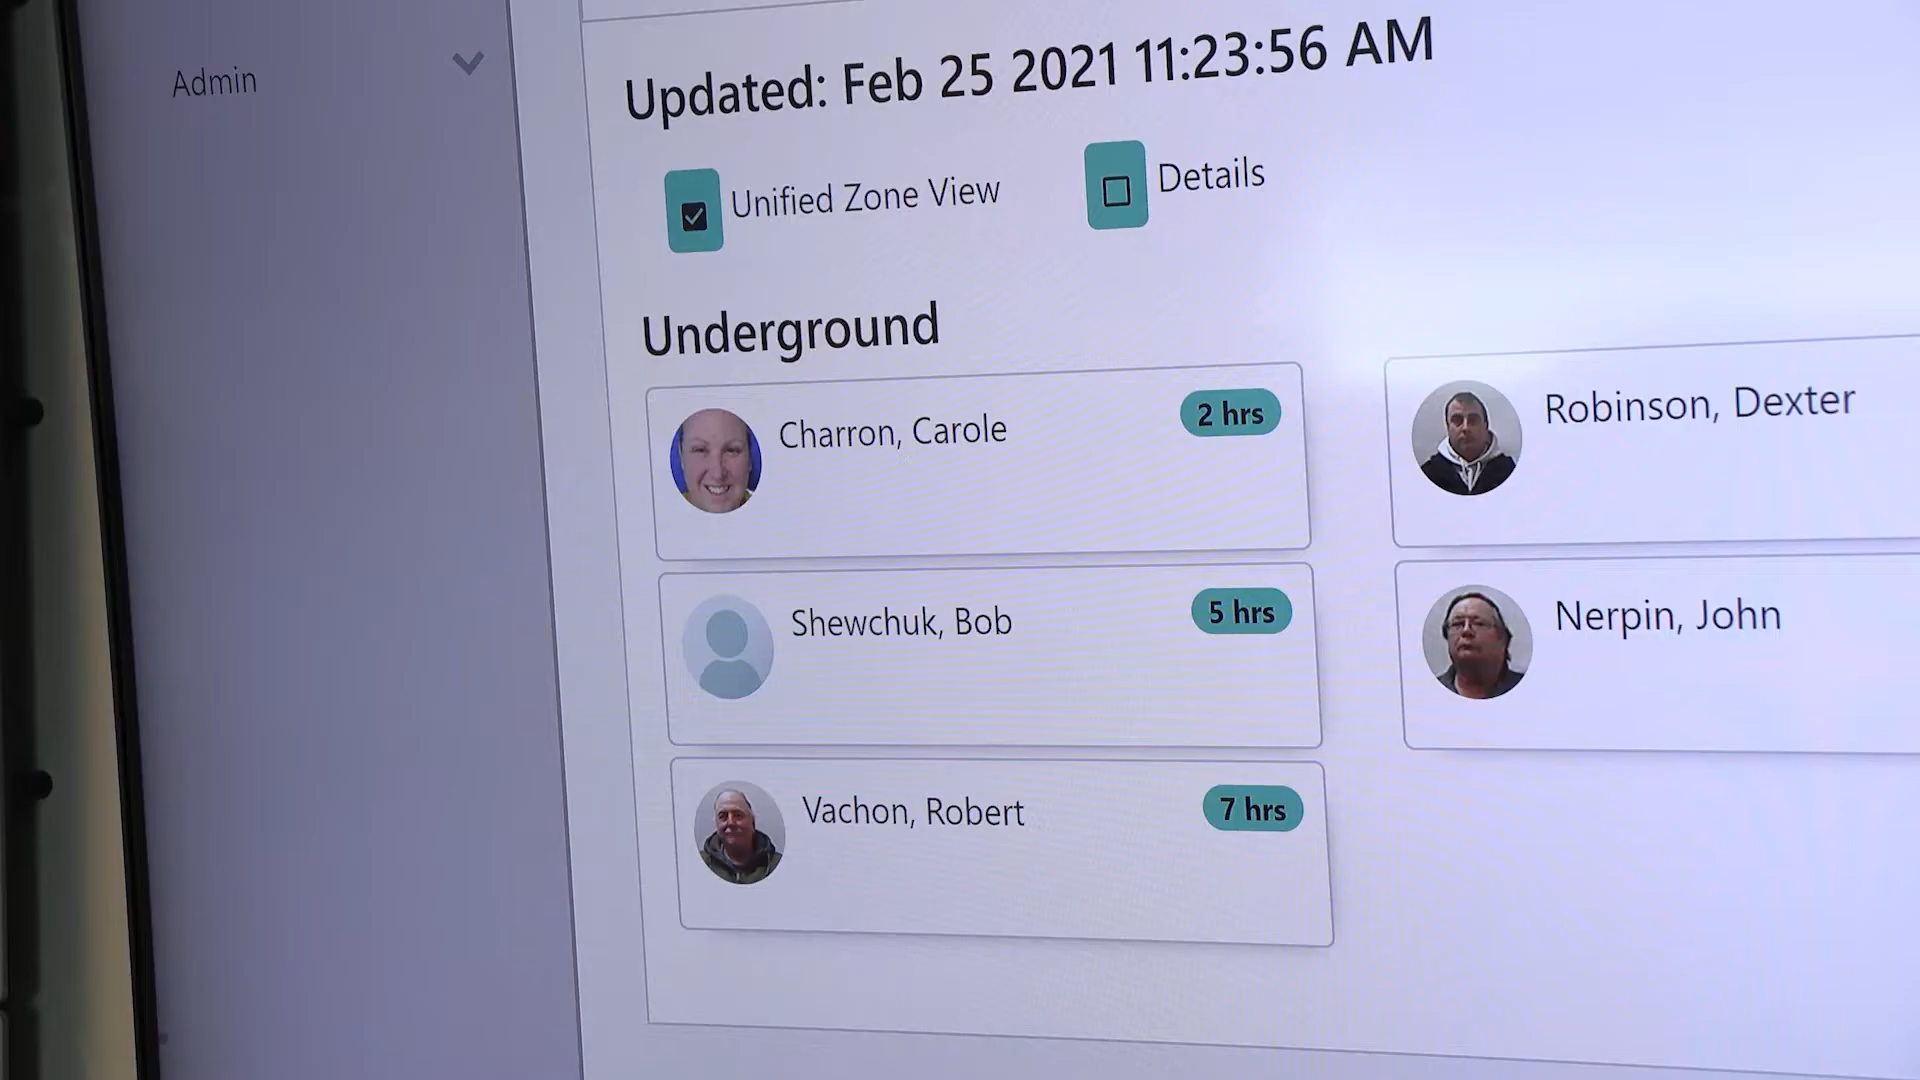 Admin
Updated: Feb 25 2021 11:23:56 AM
Unified Zone View
Details
Underground
Charron, Carole
2 hrs
Robinson, Dexter
Shewchuk, Bob
5 hrs
Nerpin, John
Vachon, Robert
7 hrs